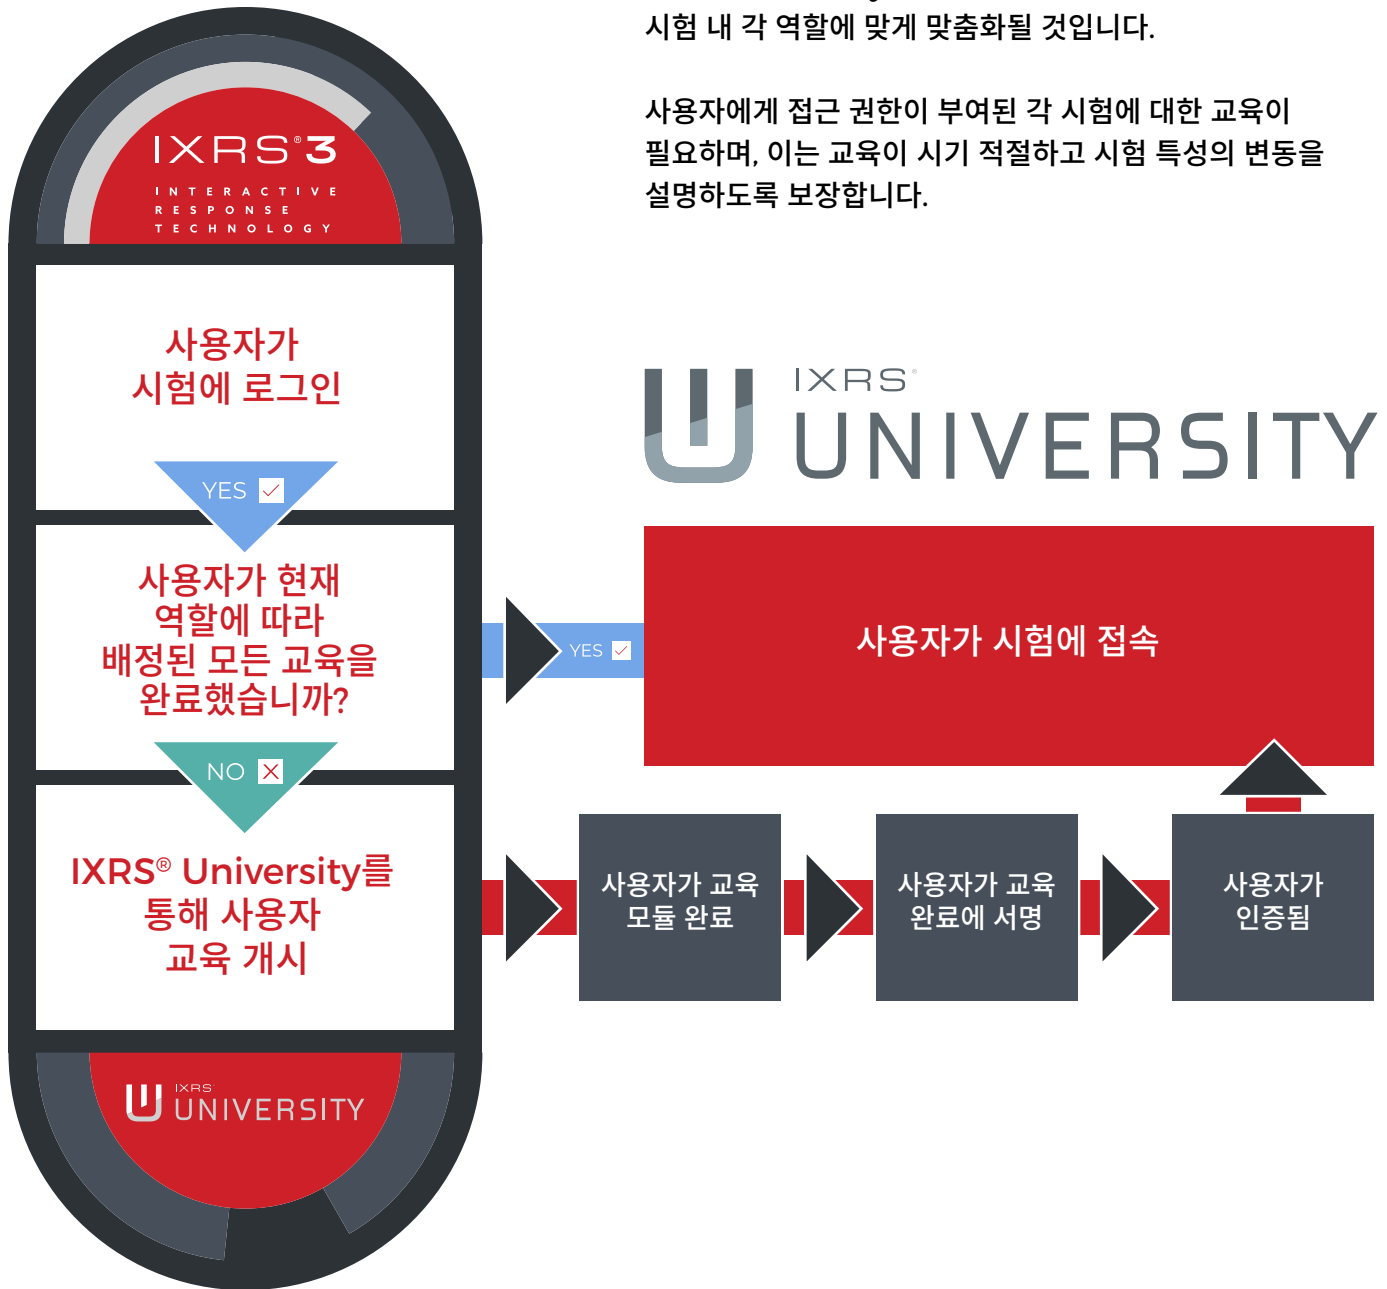 시험 내 각 역할에 맞게 맞춤화될 것입니다.
사용자에게 접근 권한이 부여된 각 시험에 대한 교육이
필요하며, 이는 교육이 시기 적절하고 시험 특성의 변동을
설명하도록 보장합니다.
IXRS®3
INTERACTIVE
RESPONSE
TECHNOLOGY
사용자가
시험에 로그인
YES
사용자가 현재
역할에 따라
배정된 모든 교육을
완료했습니까?
NO
IXRS® University를
통해 사용자
교육 개시
IXRS
UNIVERSITY
IXRS®
UNIVERSITY
YES
사용자가 시험에 접속
사용자가 교육
모듈 완료
사용자가 교육
완료에 서명
사용자가
인증됨